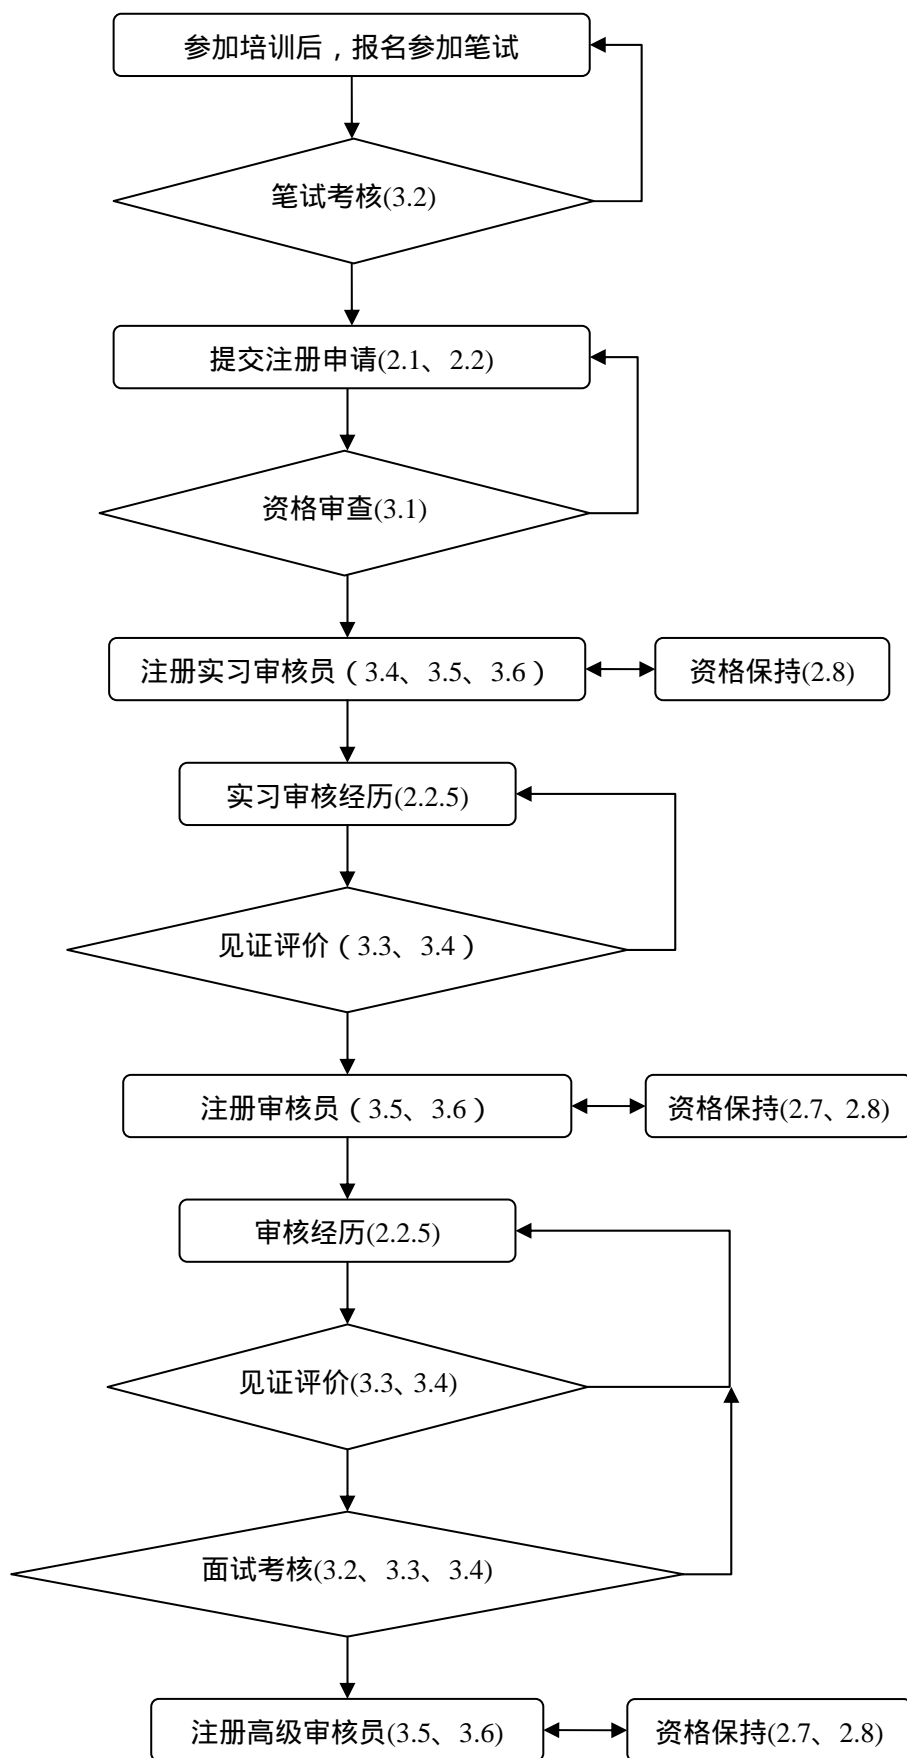 参加培训后，报名参加笔试
笔试考核(3.2)
提交注册申请(2.1、2.2)
资格审查(3.1)
注册实习审核员（3.4、3.5、3.6）
资格保持(2.8)
实习审核经历(2.2.5)
见证评价（3.3、3.4）
注册审核员（3.5、3.6）
资格保持(2.7、2.8)
审核经历(2.2.5)
见证评价(3.3、3.4)
面试考核(3.2、3.3、3.4)
注册高级审核员(3.5、3.6)
资格保持(2.7、2.8)